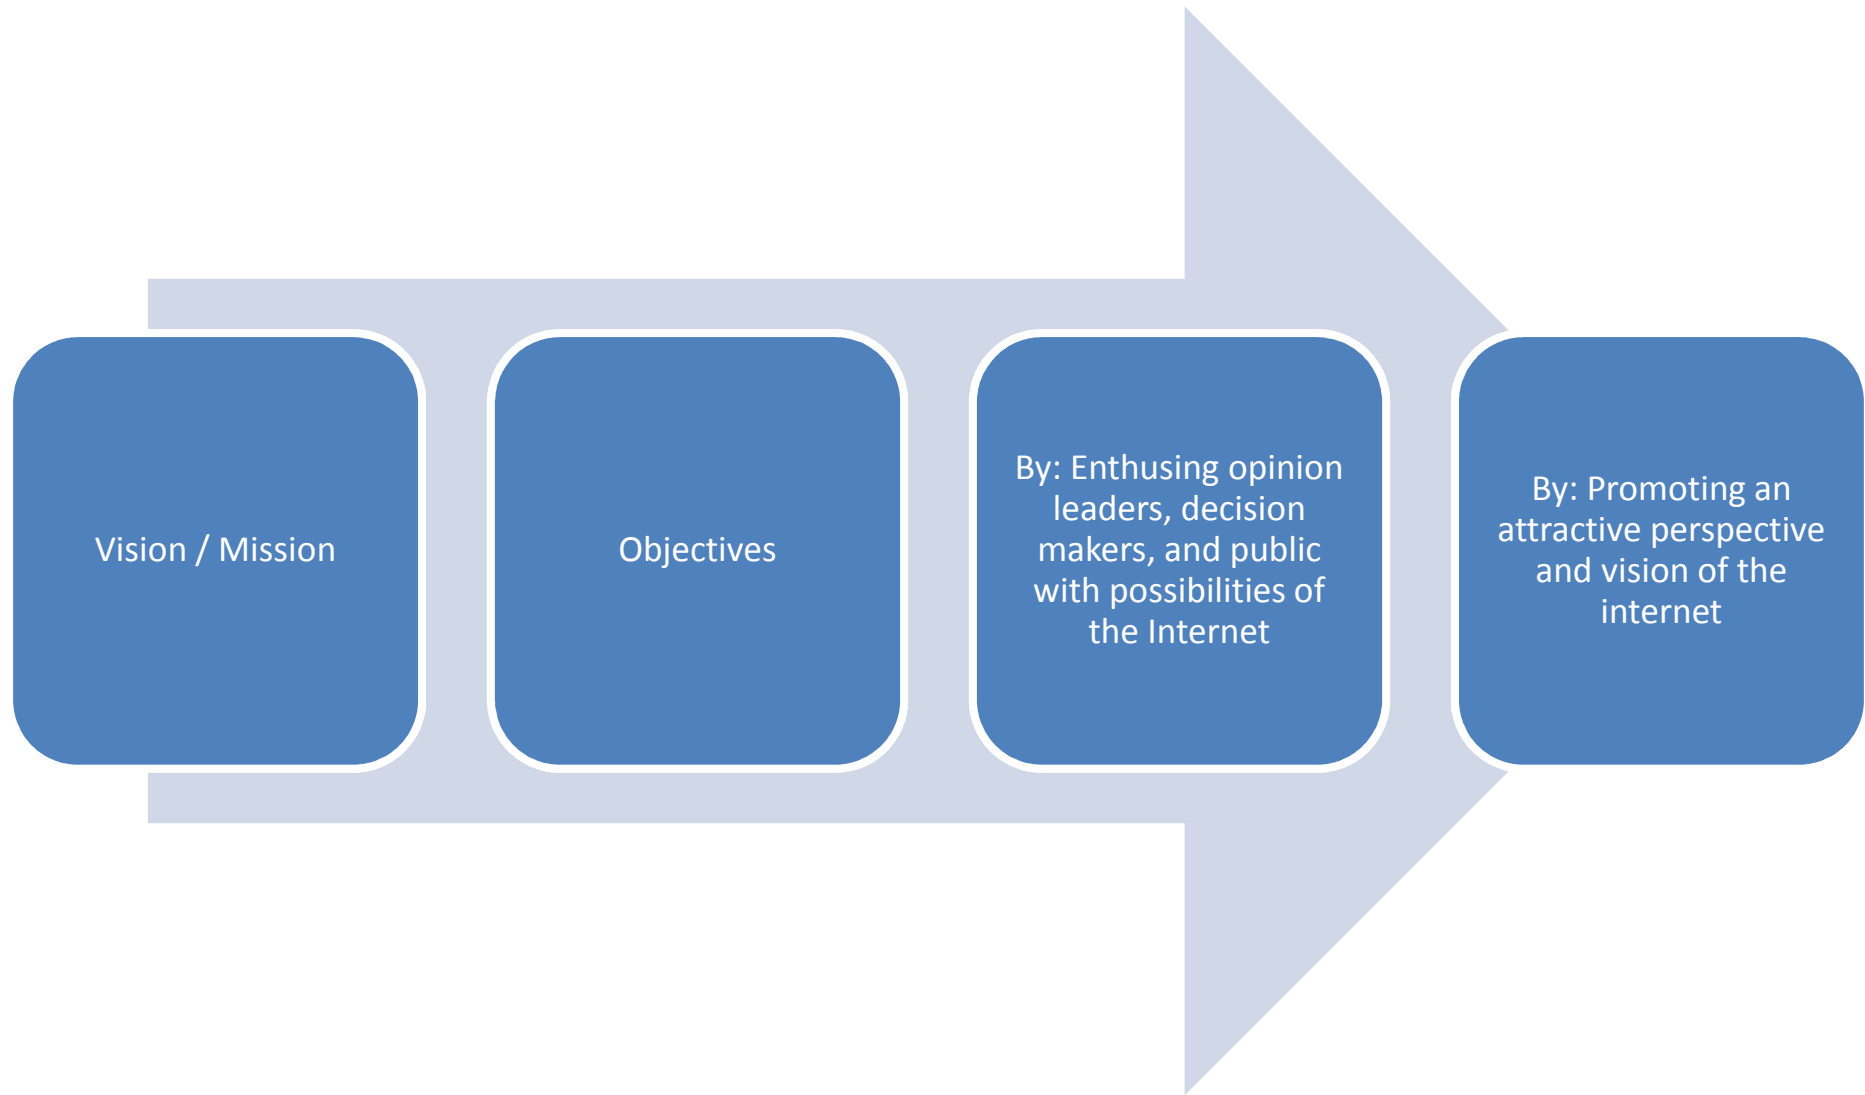 Vision / Mission
Objectives
By: Enthusing opinion
leaders, decision
makers, and public
with possibilities of
the Internet
By: Promoting an
attractive perspective
and vision of the
internet